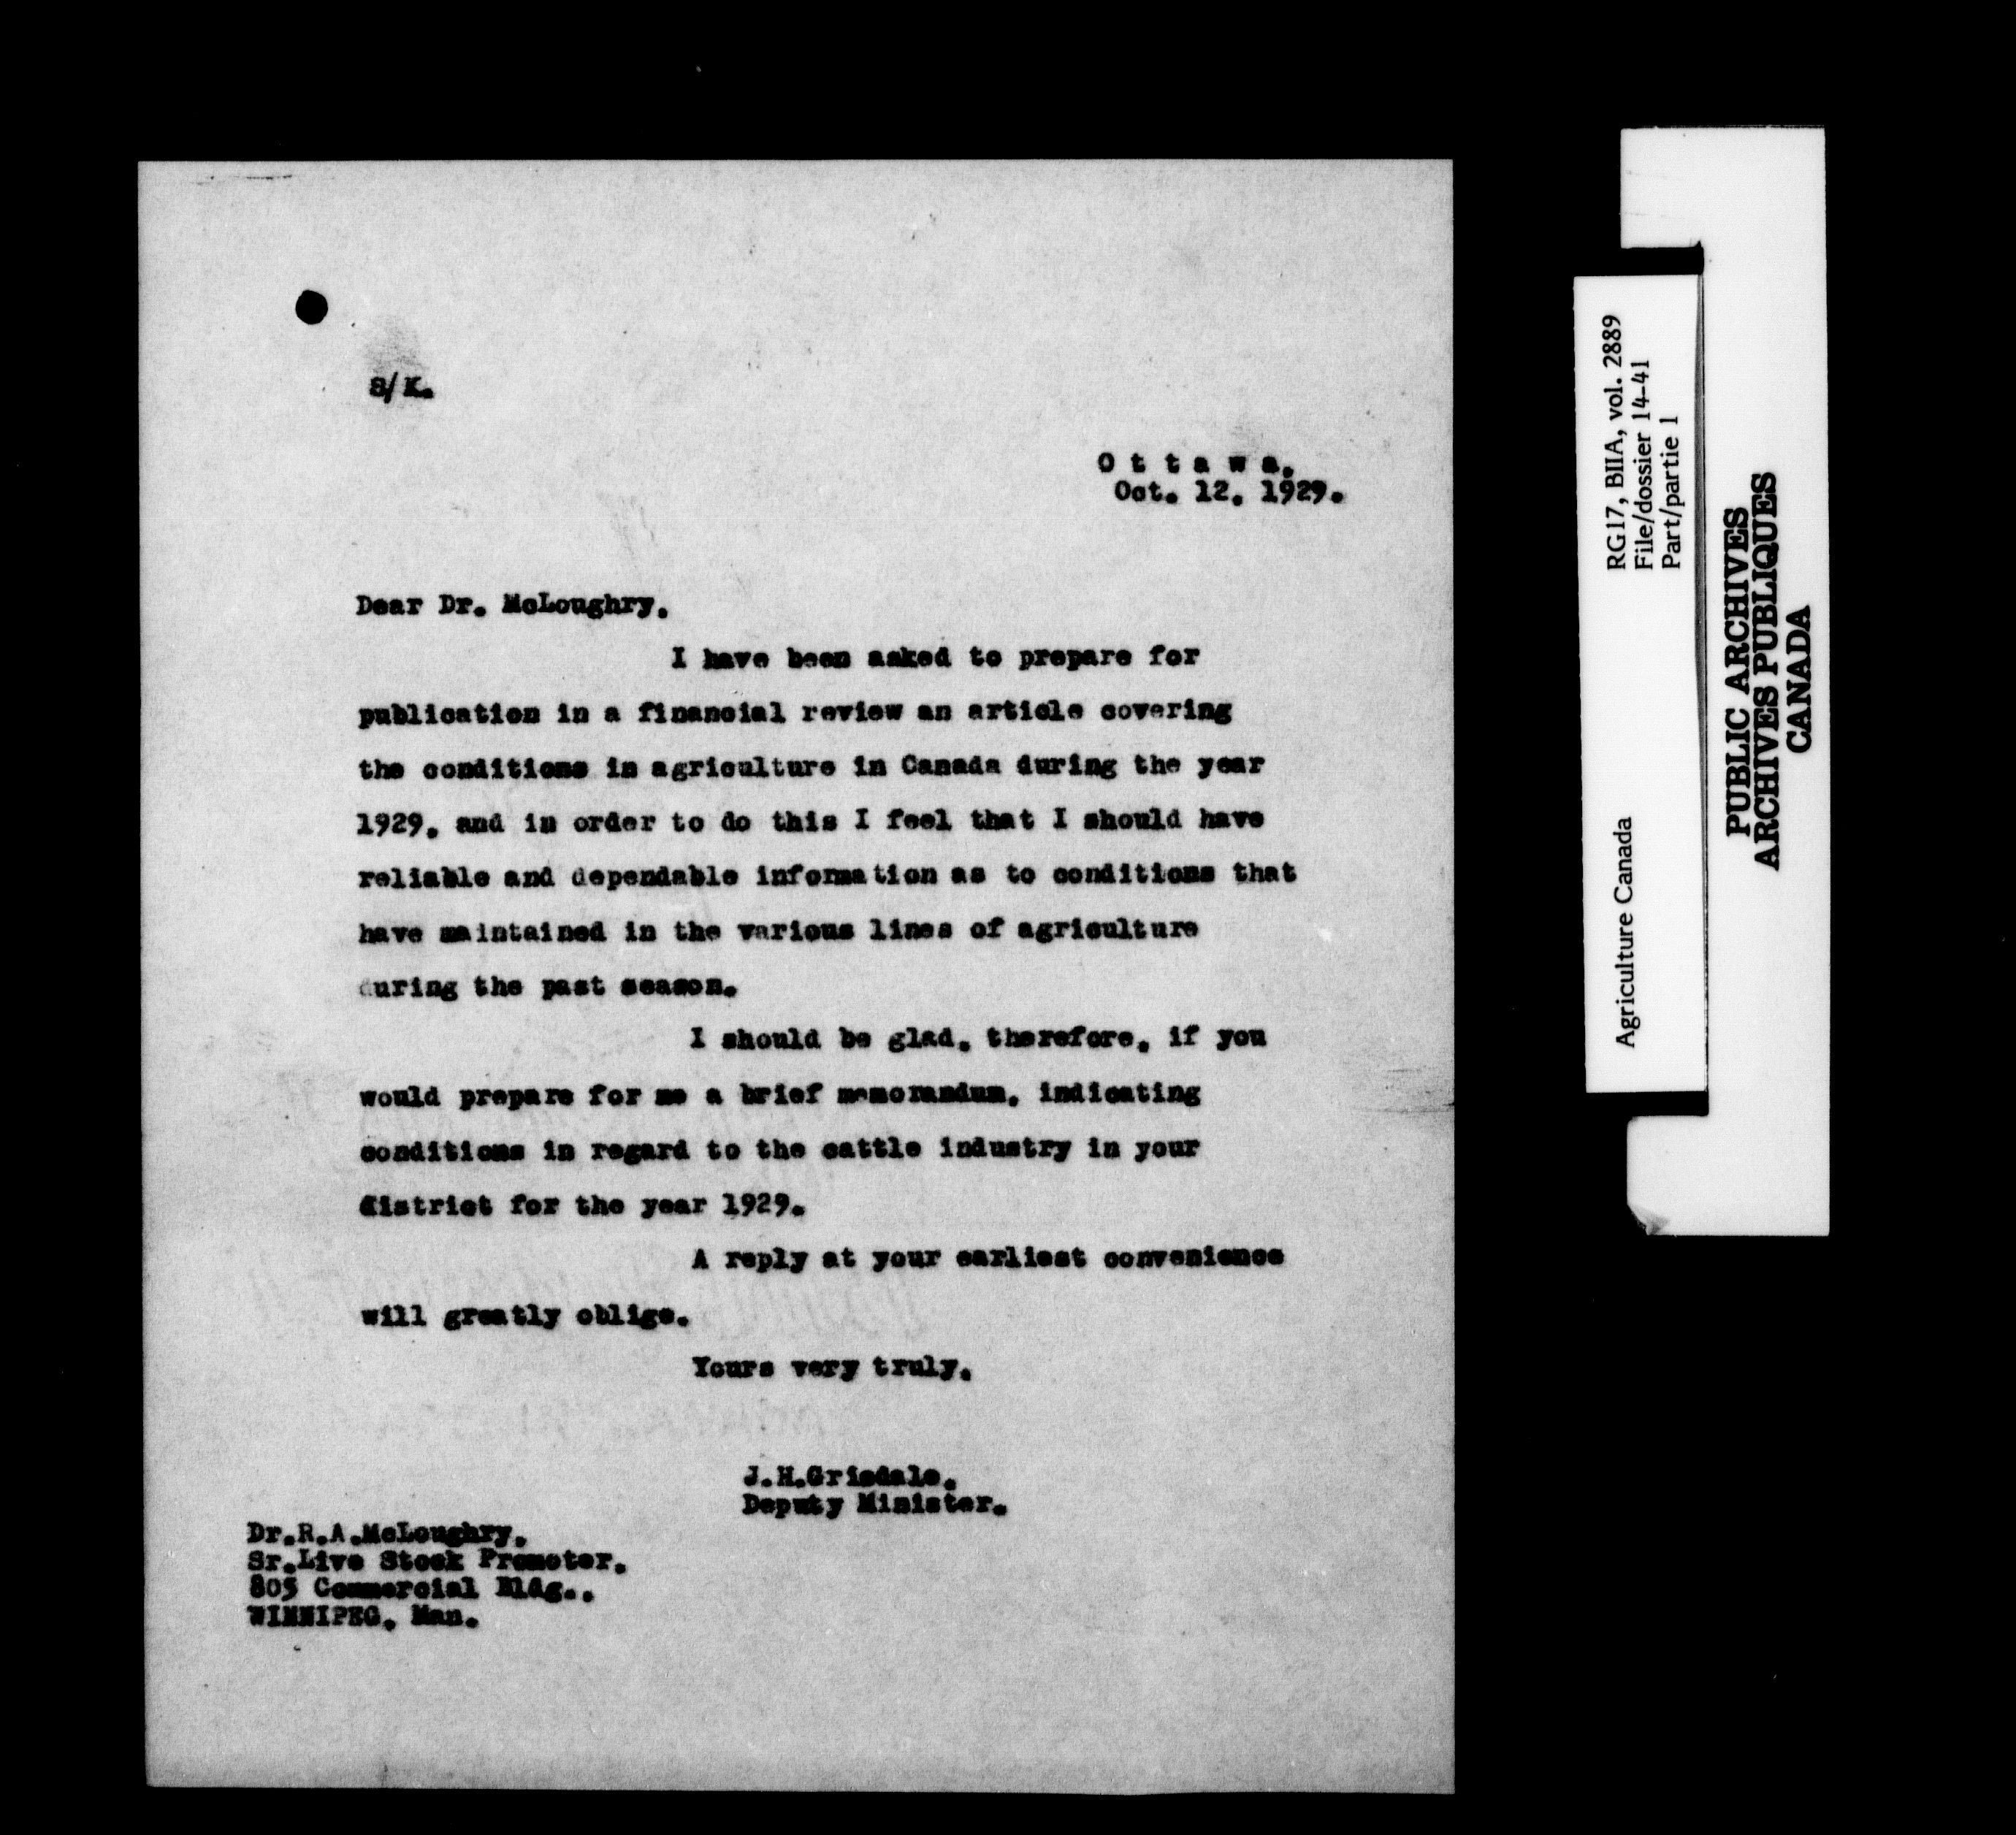 S/K.
Ottawa,
Oct. 12, 1929.
Dear Dr. McLoughry,
I have been asked to prepare for
publication in a financial review an article covering
the conditions in agriculture in Canada during the year
1929, and in order to do this I feel that I should have
reliable and dependable information as to conditions that
have maintained in the various lines of agriculture
during the past season.
I should be glad, therefore, if you
would prepare for me a brief memorandum, indicating
conditions in regard to the cattle industry in your
district for the year 1929.
A reply at your earliest convenience
will greatly oblige.
Yours very truly,
J.H.Grisdale,
Deputy Minister.
Dr.R.A.McLoughry,
Sr.Live Stock Promoter,
805 Commercial Bldg.,
WINNIPEG, Man.
Agriculture Canada
RG17, BIIA, vol. 2889
File/dossier 14-41
Part/partie 1
PUBLIC ARCHIVES
ARCHIVES PUBLIQUES
CANADA